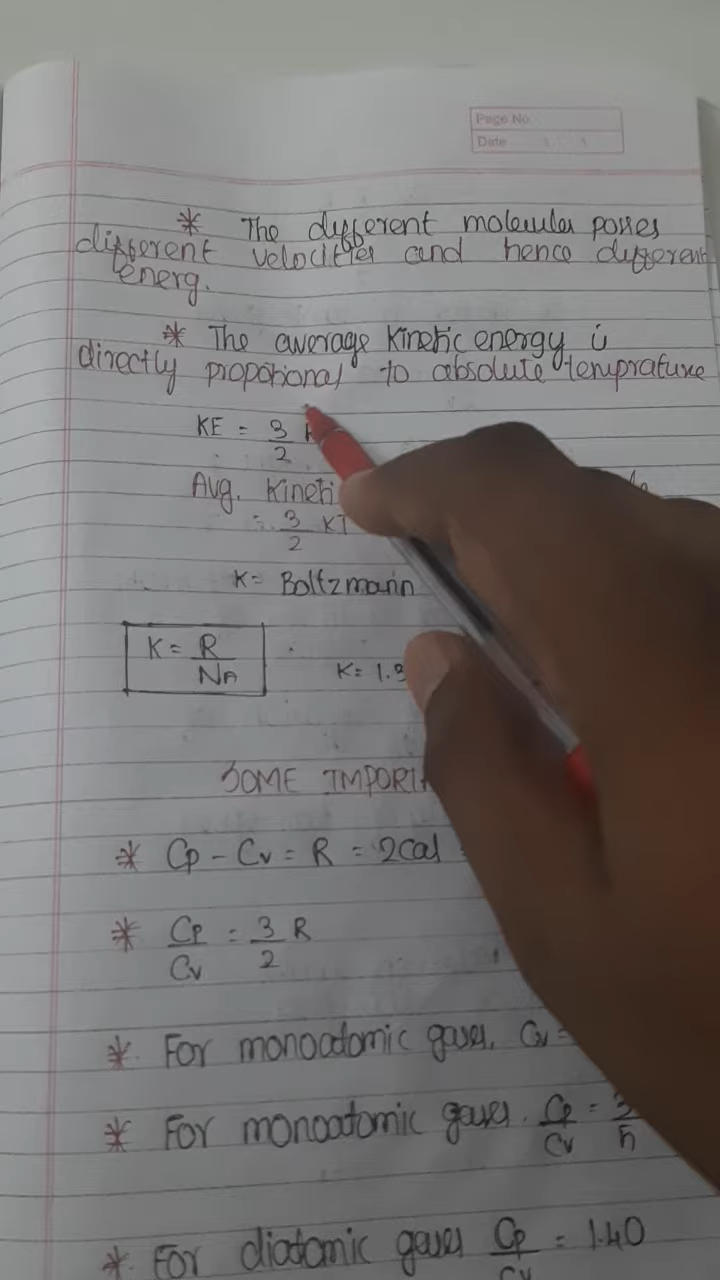 Page No.
Date
* The different molecular posses
different velocities and hence different
energ.
* The average kinetic energy is
directly propotional to absolute temprature
KE = 3/2
Avg. Kineti
= 3/2 KT
K = Boltzmann
K = R/NA
K = 1.3
SOME IMPORT
* Cp - Cv = R = 2Cal =
* Cp/Cv = 3/2 R
* For monoatomic gases, Cv =
* For monoatomic gases. Cp/Cv =
* For diatomic gases Cp/Cv = 1.40